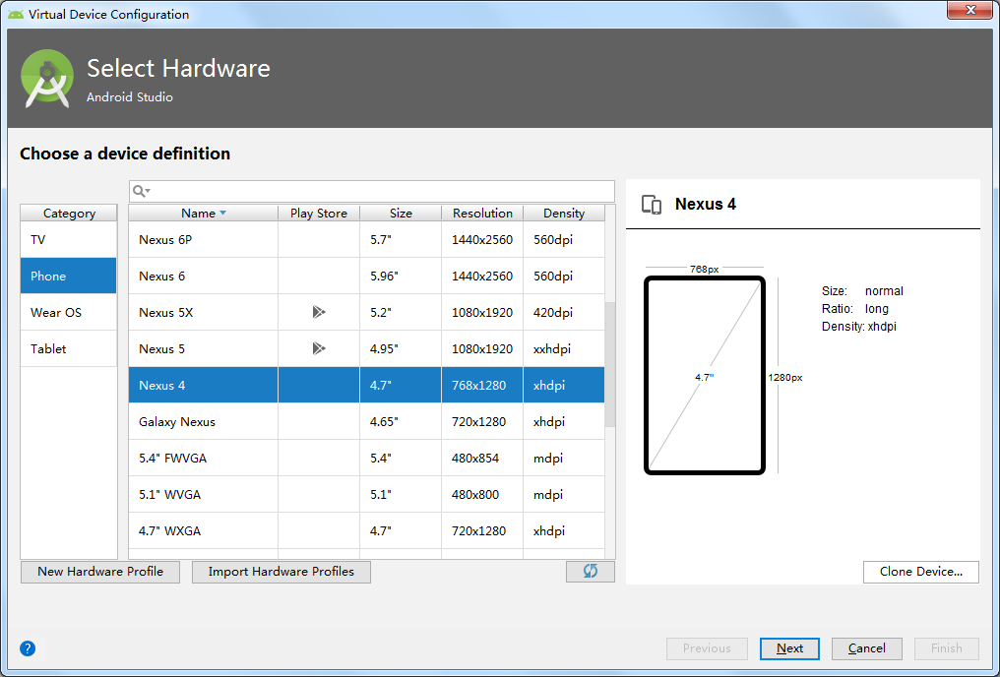 Virtual Device Configuration
Select Hardware
Android Studio
Choose a device definition
Category
TV
Phone
Wear OS
Tablet
Name Play Store Size Resolution Density
Nexus 6P 5.7" 1440x2560 560dpi
Nexus 6 5.96" 1440x2560 560dpi
Nexus 5X 5.2" 1080x1920 420dpi
Nexus 5 4.95" 1080x1920 xxhdpi
Nexus 4 4.7" 768x1280 xhdpi
Galaxy Nexus 4.65" 720x1280 xhdpi
5.4" FWVGA 5.4" 480x854 mdpi
5.1" WVGA 5.1" 480x800 mdpi
4.7" WXGA 4.7" 720x1280 xhdpi
New Hardware Profile Import Hardware Profiles
Nexus 4
768px
4.7"
1280px
Size: normal
Ratio: long
Density: xhdpi
Clone Device...
?
Previous Next Cancel Finish